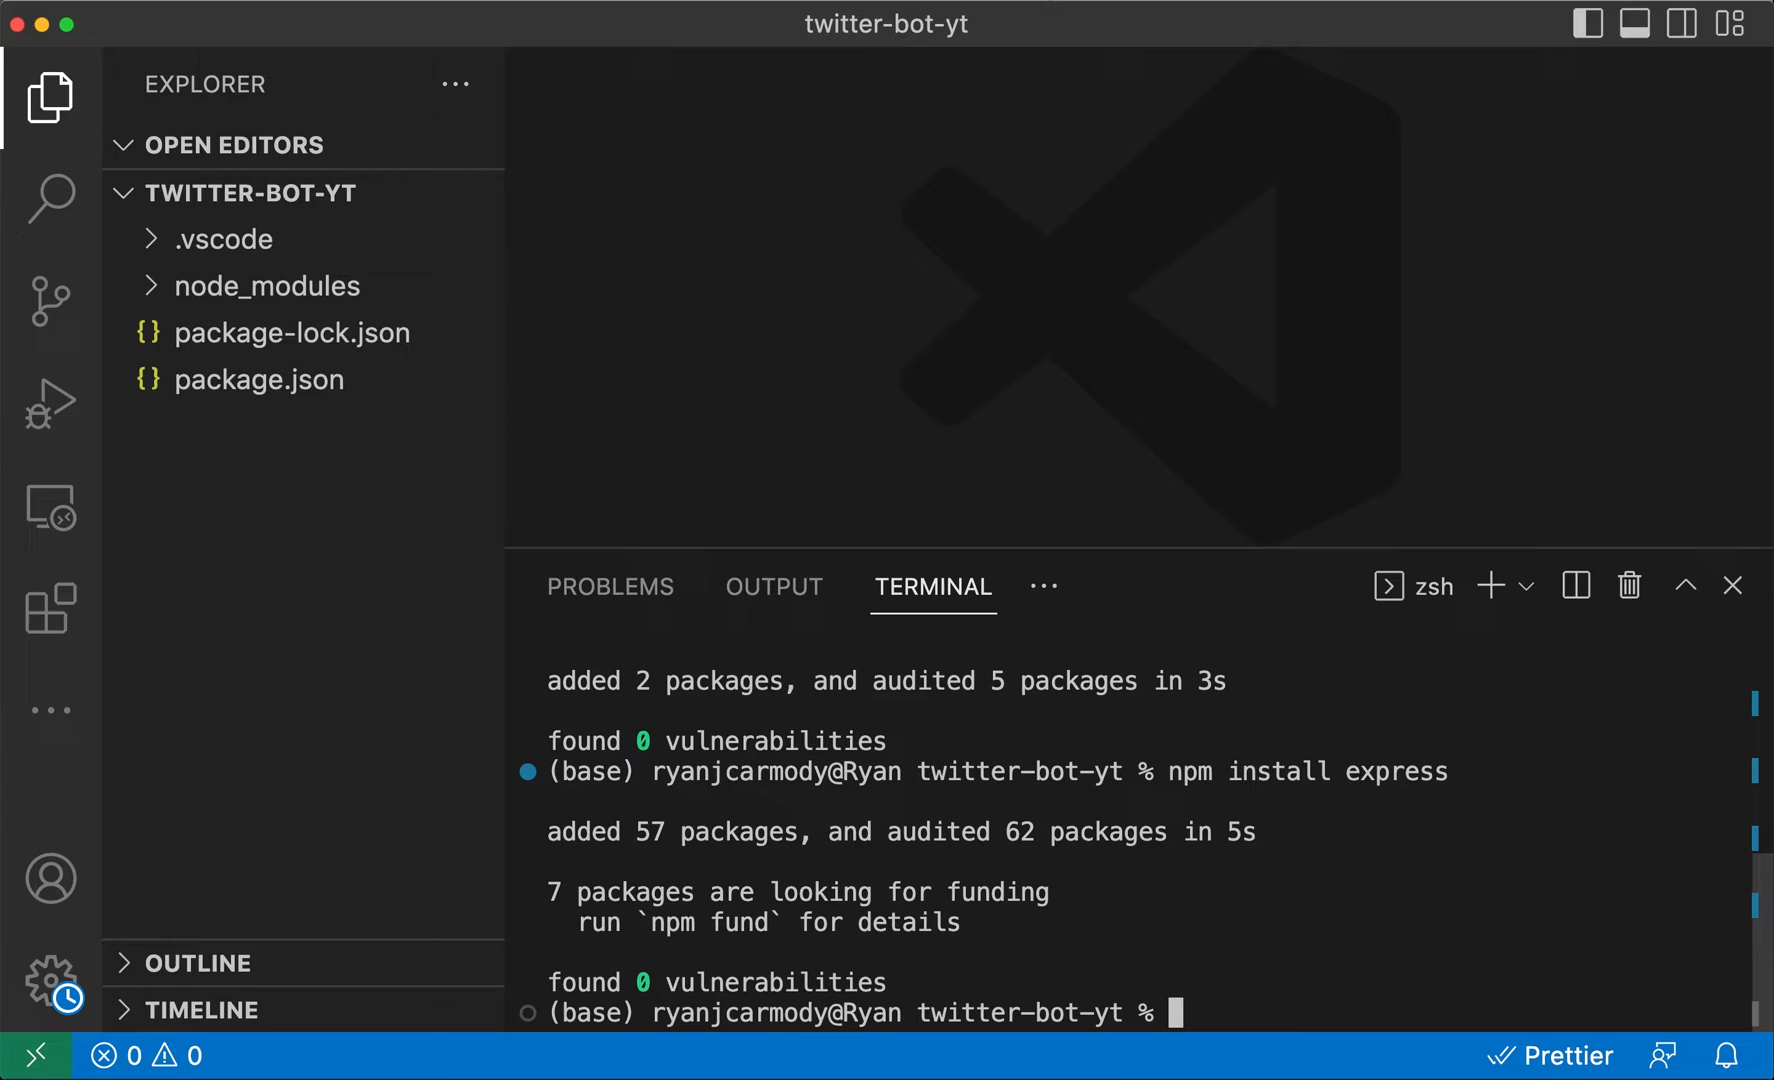 twitter-bot-yt
EXPLORER
OPEN EDITORS
TWITTER-BOT-YT
.vscode
node_modules
{} package-lock.json
{} package.json
OUTLINE
TIMELINE
PROBLEMS OUTPUT TERMINAL zsh
added 2 packages, and audited 5 packages in 3s
found 0 vulnerabilities
(base) ryanjcarmody@Ryan twitter-bot-yt % npm install express
added 57 packages, and audited 62 packages in 5s
7 packages are looking for funding
run `npm fund` for details
found 0 vulnerabilities
(base) ryanjcarmody@Ryan twitter-bot-yt %
0 0 Prettier